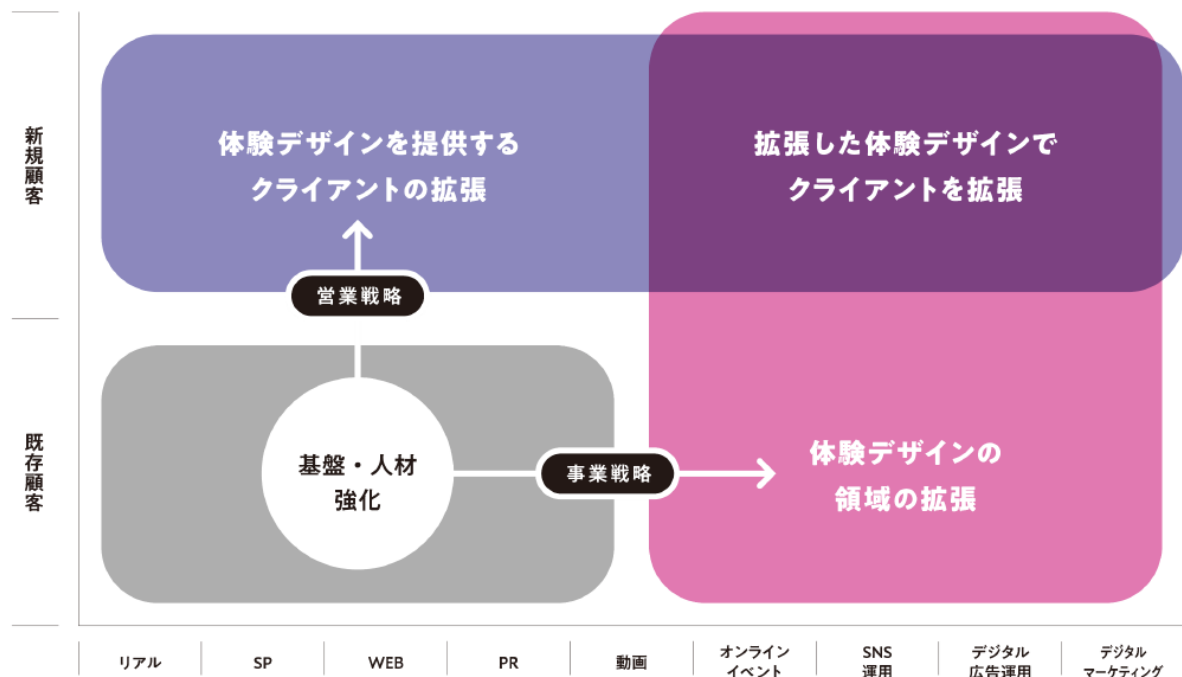 新規顧客
体験デザインを提供する
クライアントの拡張
拡張した体験デザインで
クライアントを拡張
営業戦略
既存顧客
基盤・人材
強化
事業戦略
体験デザインの
領域の拡張
リアル
SP
WEB
PR
動画
オンライン
イベント
SNS
運用
デジタル
広告運用
デジタル
マーケティング